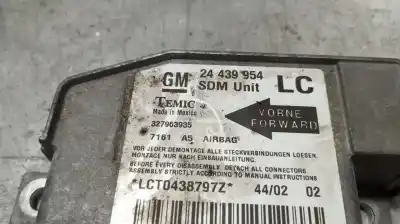 GM 24 439 954 LC
SDM Unit
TEMIC
Made in Mexico
VORNE
FORWARD
327963935
7161 A5 AIRBAG
VOR JEDER DEMONTAGE ALLE STECKVERBINDUNGEN LOESEN.
MONTAGE NUR NACH EINBAUANLEITUNG.
BEFORE EVERY DISASSEMBLY DETACH ALL CONNECTORS
ASSEMBLY STRICTLY ACCORDING TO MANUAL INSTRUCTIONS
*LCT0438797Z* 44/02 02